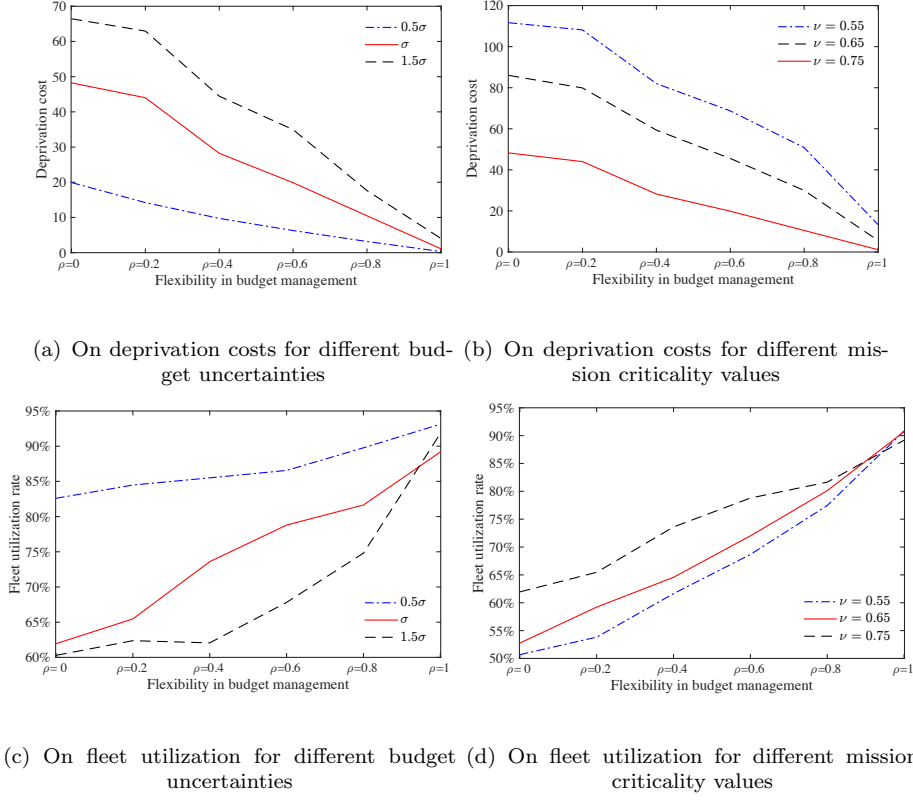 70
60
50
40
30
20
10
0
Deprivation cost
0.5σ
σ
1.5σ
ρ=0
ρ=0.2
ρ=0.4
ρ=0.6
ρ=0.8
ρ=1
Flexibility in budget management
120
100
80
60
40
20
0
Deprivation cost
ν = 0.55
ν = 0.65
ν = 0.75
ρ= 0
ρ=0.2
ρ=0.4
ρ=0.6
ρ=0.8
ρ=1
Flexibility in budget management
(a) On deprivation costs for different bud-
get uncertainties
(b) On deprivation costs for different mis-
sion criticality values
95%
90%
85%
80%
75%
70%
65%
60%
Fleet utilization rate
0.5σ
σ
1.5σ
ρ= 0
ρ=0.2
ρ=0.4
ρ=0.6
ρ=0.8
ρ=1
Flexibility in budget management
95%
90%
85%
80%
75%
70%
65%
60%
55%
50%
Fleet utilization rate
ν = 0.55
ν = 0.65
ν = 0.75
ρ= 0
ρ=0.2
ρ=0.4
ρ=0.6
ρ=0.8
ρ=1
Flexibility in budget management
(c) On fleet utilization for different budget
uncertainties
(d) On fleet utilization for different mission
criticality values